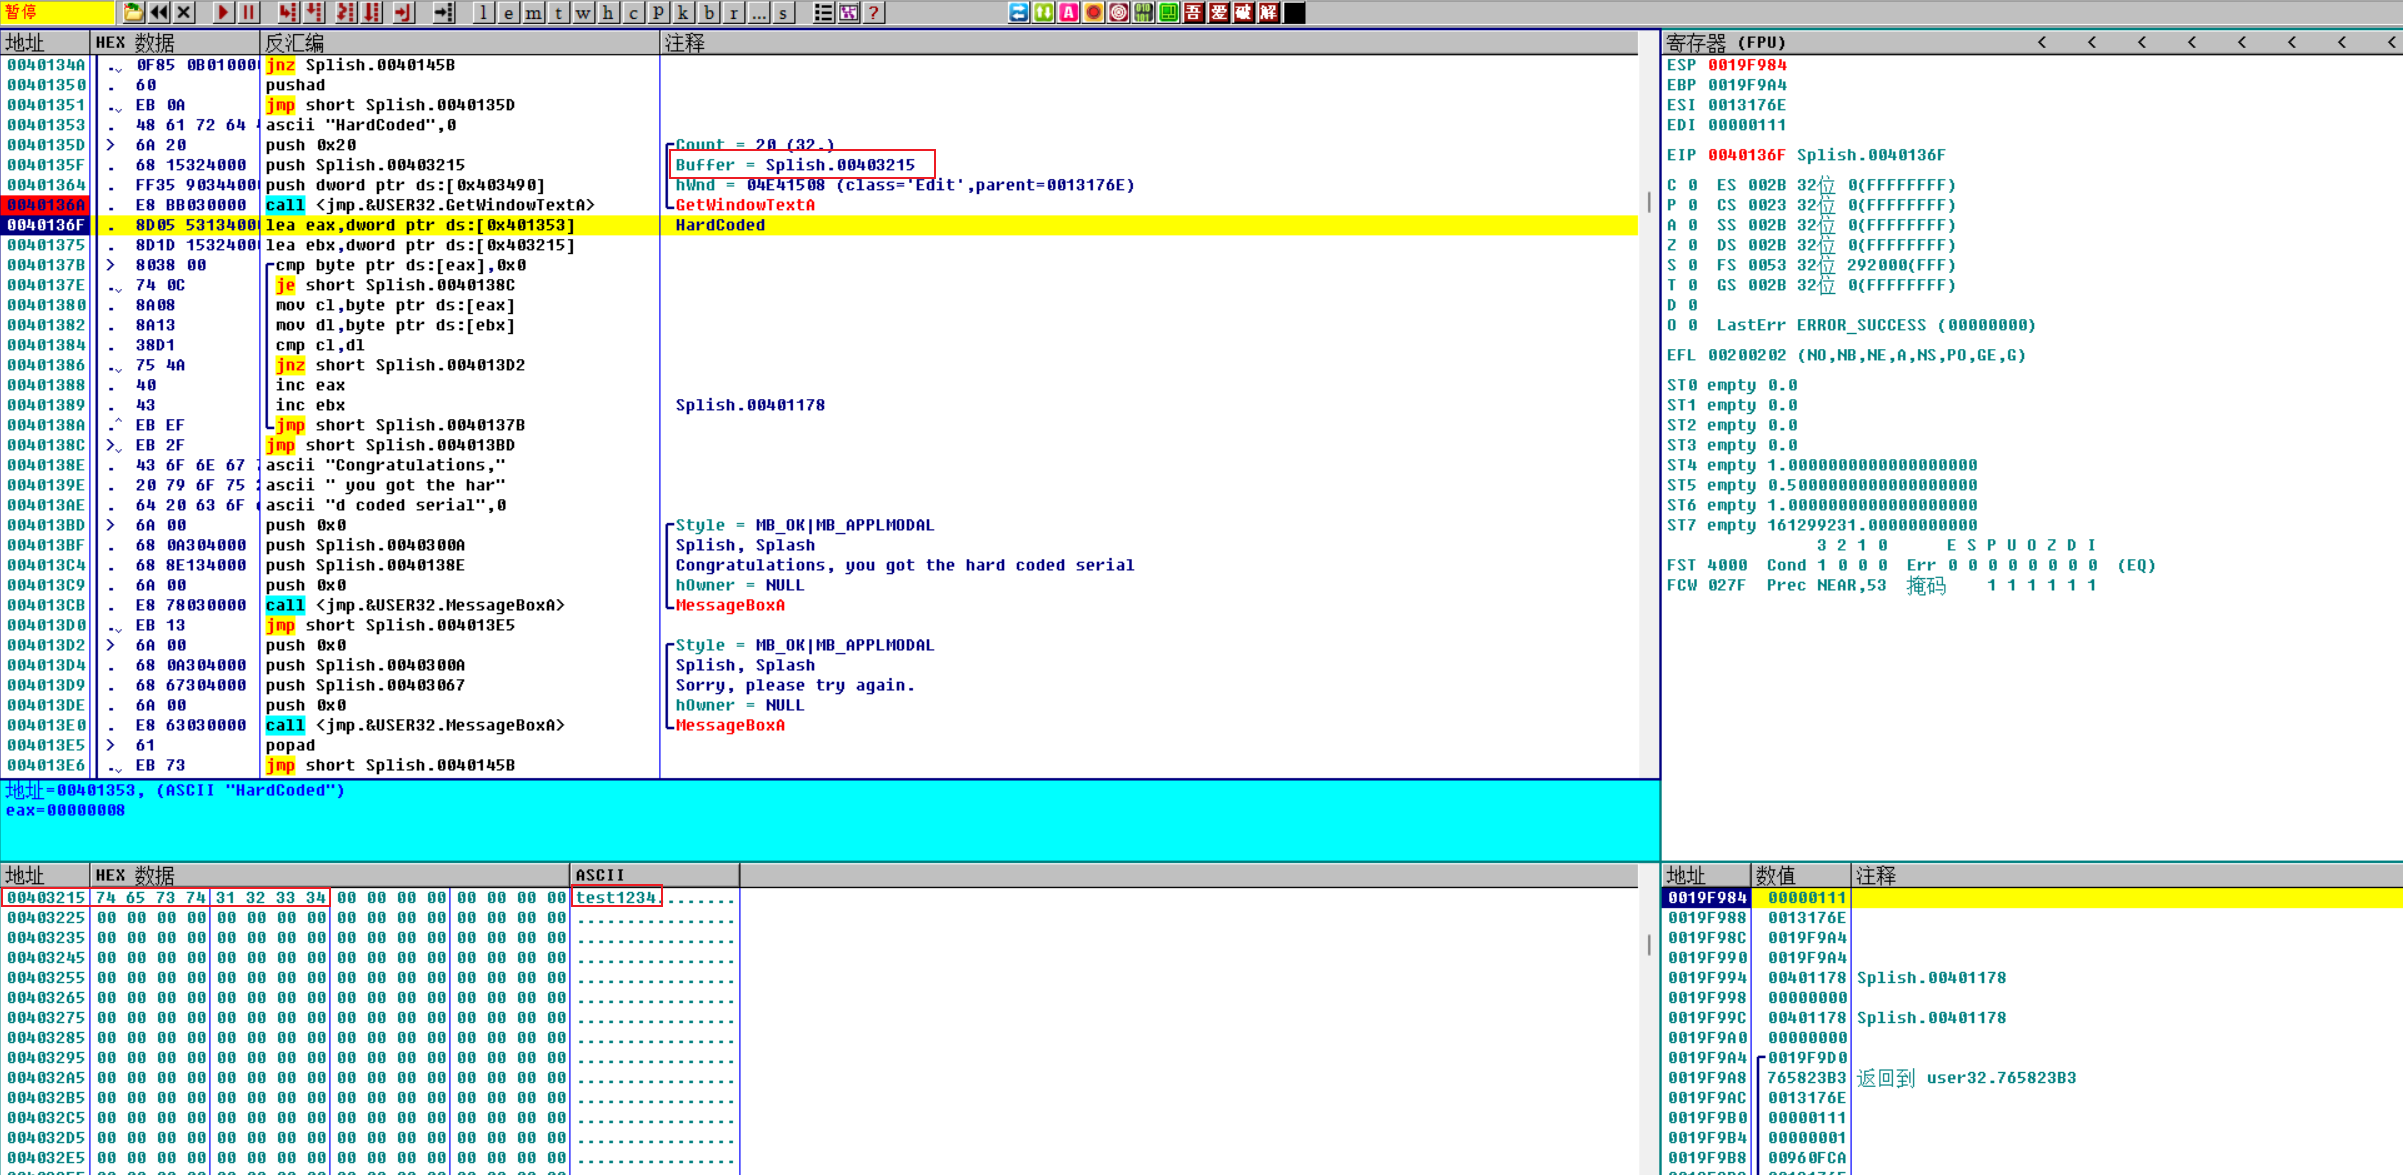 暂停 l e m t w h c p k b r ... s ? A 吾 爱 破 解
地址 HEX 数据 反汇编 注释
0040134A .ˇ 0F85 0B01000 jnz Splish.0040145B
00401350 . 60 pushad
00401351 .ˇ EB 0A jmp short Splish.0040135D
00401353 . 48 61 72 64 ascii "HardCoded",0
0040135D > 6A 20 push 0x20 Count = 20 (32.)
0040135F . 68 15324000 push Splish.00403215 Buffer = Splish.00403215
00401364 . FF35 9034400 push dword ptr ds:[0x403490] hWnd = 04E41508 (class='Edit',parent=0013176E)
0040136A . E8 BB030000 call <jmp.&USER32.GetWindowTextA> GetWindowTextA
0040136F . 8D05 5313400 lea eax,dword ptr ds:[0x401353] HardCoded
00401375 . 8D1D 1532400 lea ebx,dword ptr ds:[0x403215]
0040137B > 8038 00 cmp byte ptr ds:[eax],0x0
0040137E .ˇ 74 0C je short Splish.0040138C
00401380 . 8A08 mov cl,byte ptr ds:[eax]
00401382 . 8A13 mov dl,byte ptr ds:[ebx]
00401384 . 38D1 cmp cl,dl
00401386 .ˇ 75 4A jnz short Splish.004013D2
00401388 . 40 inc eax
00401389 . 43 inc ebx Splish.00401178
0040138A .^ EB EF jmp short Splish.0040137B
0040138C >ˇ EB 2F jmp short Splish.004013BD
0040138E . 43 6F 6E 67 ascii "Congratulations,"
0040139E . 20 79 6F 75 ascii " you got the har"
004013AE . 64 20 63 6F ascii "d coded serial",0
004013BD > 6A 00 push 0x0 Style = MB_OK|MB_APPLMODAL
004013BF . 68 0A304000 push Splish.0040300A Splish, Splash
004013C4 . 68 8E134000 push Splish.0040138E Congratulations, you got the hard coded serial
004013C9 . 6A 00 push 0x0 hOwner = NULL
004013CB . E8 78030000 call <jmp.&USER32.MessageBoxA> MessageBoxA
004013D0 .ˇ EB 13 jmp short Splish.004013E5
004013D2 > 6A 00 push 0x0 Style = MB_OK|MB_APPLMODAL
004013D4 . 68 0A304000 push Splish.0040300A Splish, Splash
004013D9 . 68 67304000 push Splish.00403067 Sorry, please try again.
004013DE . 6A 00 push 0x0 hOwner = NULL
004013E0 . E8 63030000 call <jmp.&USER32.MessageBoxA> MessageBoxA
004013E5 > 61 popad
004013E6 .ˇ EB 73 jmp short Splish.0040145B
地址=00401353, (ASCII "HardCoded")
eax=00000008
寄存器 (FPU) < < < < < < < <
ESP 0019F984
EBP 0019F9A4
ESI 0013176E
EDI 00000111
EIP 0040136F Splish.0040136F
C 0 ES 002B 32位 0(FFFFFFFF)
P 0 CS 0023 32位 0(FFFFFFFF)
A 0 SS 002B 32位 0(FFFFFFFF)
Z 0 DS 002B 32位 0(FFFFFFFF)
S 0 FS 0053 32位 292000(FFF)
T 0 GS 002B 32位 0(FFFFFFFF)
D 0
O 0 LastErr ERROR_SUCCESS (00000000)
EFL 00200202 (NO,NB,NE,A,NS,PO,GE,G)
ST0 empty 0.0
ST1 empty 0.0
ST2 empty 0.0
ST3 empty 0.0
ST4 empty 1.0000000000000000000
ST5 empty 0.5000000000000000000
ST6 empty 1.0000000000000000000
ST7 empty 161299231.00000000000
3 2 1 0 E S P U O Z D I
FST 4000 Cond 1 0 0 0 Err 0 0 0 0 0 0 0 0 (EQ)
FCW 027F Prec NEAR,53 掩码 1 1 1 1 1 1
地址 HEX 数据 ASCII
00403215 74 65 73 74 31 32 33 34 00 00 00 00 00 00 00 00 test1234........
00403225 00 00 00 00 00 00 00 00 00 00 00 00 00 00 00 00 ................
00403235 00 00 00 00 00 00 00 00 00 00 00 00 00 00 00 00 ................
00403245 00 00 00 00 00 00 00 00 00 00 00 00 00 00 00 00 ................
00403255 00 00 00 00 00 00 00 00 00 00 00 00 00 00 00 00 ................
00403265 00 00 00 00 00 00 00 00 00 00 00 00 00 00 00 00 ................
00403275 00 00 00 00 00 00 00 00 00 00 00 00 00 00 00 00 ................
00403285 00 00 00 00 00 00 00 00 00 00 00 00 00 00 00 00 ................
00403295 00 00 00 00 00 00 00 00 00 00 00 00 00 00 00 00 ................
004032A5 00 00 00 00 00 00 00 00 00 00 00 00 00 00 00 00 ................
004032B5 00 00 00 00 00 00 00 00 00 00 00 00 00 00 00 00 ................
004032C5 00 00 00 00 00 00 00 00 00 00 00 00 00 00 00 00 ................
004032D5 00 00 00 00 00 00 00 00 00 00 00 00 00 00 00 00 ................
004032E5 00 00 00 00 00 00 00 00 00 00 00 00 00 00 00 00 ................
地址 数值 注释
0019F984 00000111
0019F988 0013176E
0019F98C 0019F9A4
0019F990 0019F9A4
0019F994 00401178 Splish.00401178
0019F998 00000000
0019F99C 00401178 Splish.00401178
0019F9A0 00000000
0019F9A4 0019F9D0
0019F9A8 765823B3 返回到 user32.765823B3
0019F9AC 0013176E
0019F9B0 00000111
0019F9B4 00000001
0019F9B8 00960FCA